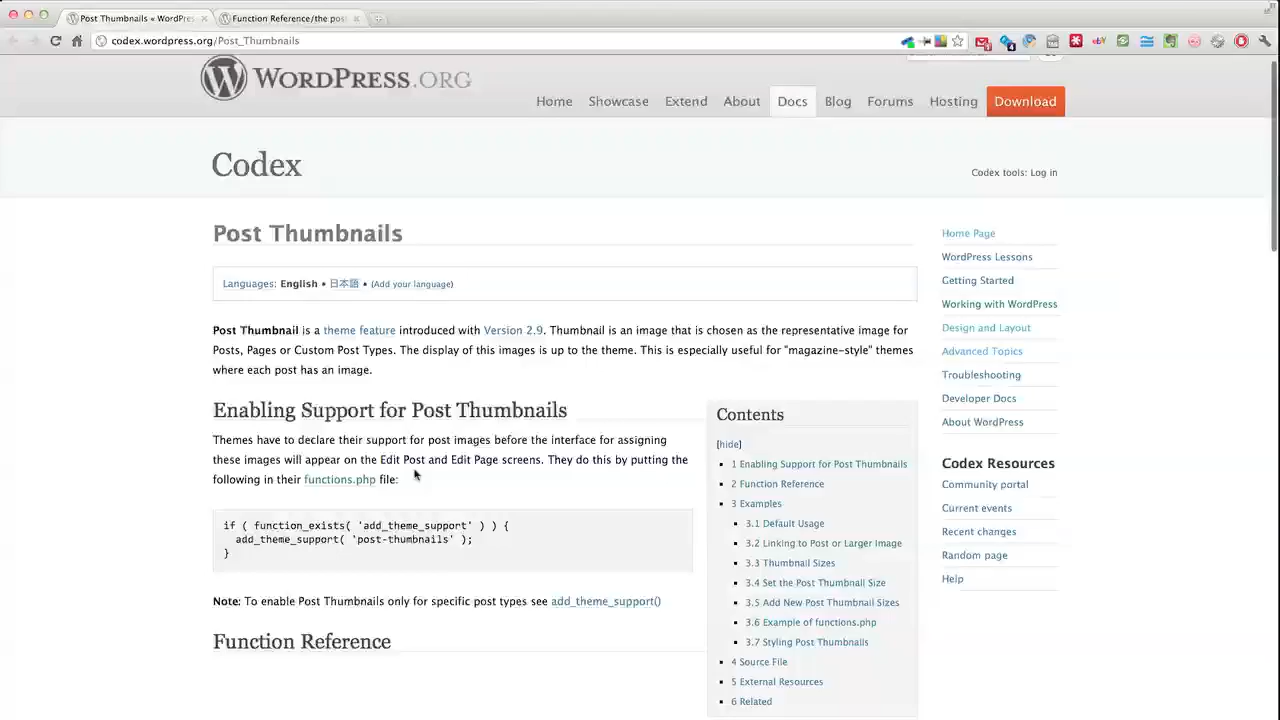 Post Thumbnails « WordPres
Function Reference/the pos
codex.wordpress.org/Post_Thumbnails
WORDPRESS.ORG
Home Showcase Extend About Docs Blog Forums Hosting Download
Codex
Codex tools: Log in
Post Thumbnails
Languages: English • 日本語 • (Add your language)
Post Thumbnail is a theme feature introduced with Version 2.9. Thumbnail is an image that is chosen as the representative image for
Posts, Pages or Custom Post Types. The display of this images is up to the theme. This is especially useful for "magazine-style" themes
where each post has an image.
Enabling Support for Post Thumbnails
Themes have to declare their support for post images before the interface for assigning
these images will appear on the Edit Post and Edit Page screens. They do this by putting the
following in their functions.php file:
if ( function_exists( 'add_theme_support' ) ) {
add_theme_support( 'post-thumbnails' );
}
Note: To enable Post Thumbnails only for specific post types see add_theme_support()
Function Reference
Contents
[hide]
1 Enabling Support for Post Thumbnails
2 Function Reference
3 Examples
3.1 Default Usage
3.2 Linking to Post or Larger Image
3.3 Thumbnail Sizes
3.4 Set the Post Thumbnail Size
3.5 Add New Post Thumbnail Sizes
3.6 Example of functions.php
3.7 Styling Post Thumbnails
4 Source File
5 External Resources
6 Related
Home Page
WordPress Lessons
Getting Started
Working with WordPress
Design and Layout
Advanced Topics
Troubleshooting
Developer Docs
About WordPress
Codex Resources
Community portal
Current events
Recent changes
Random page
Help